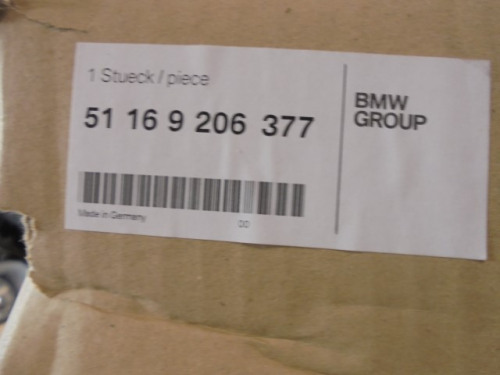 1 Stueck / piece
51 16 9 206 377
BMW
GROUP
Made in Germany
00